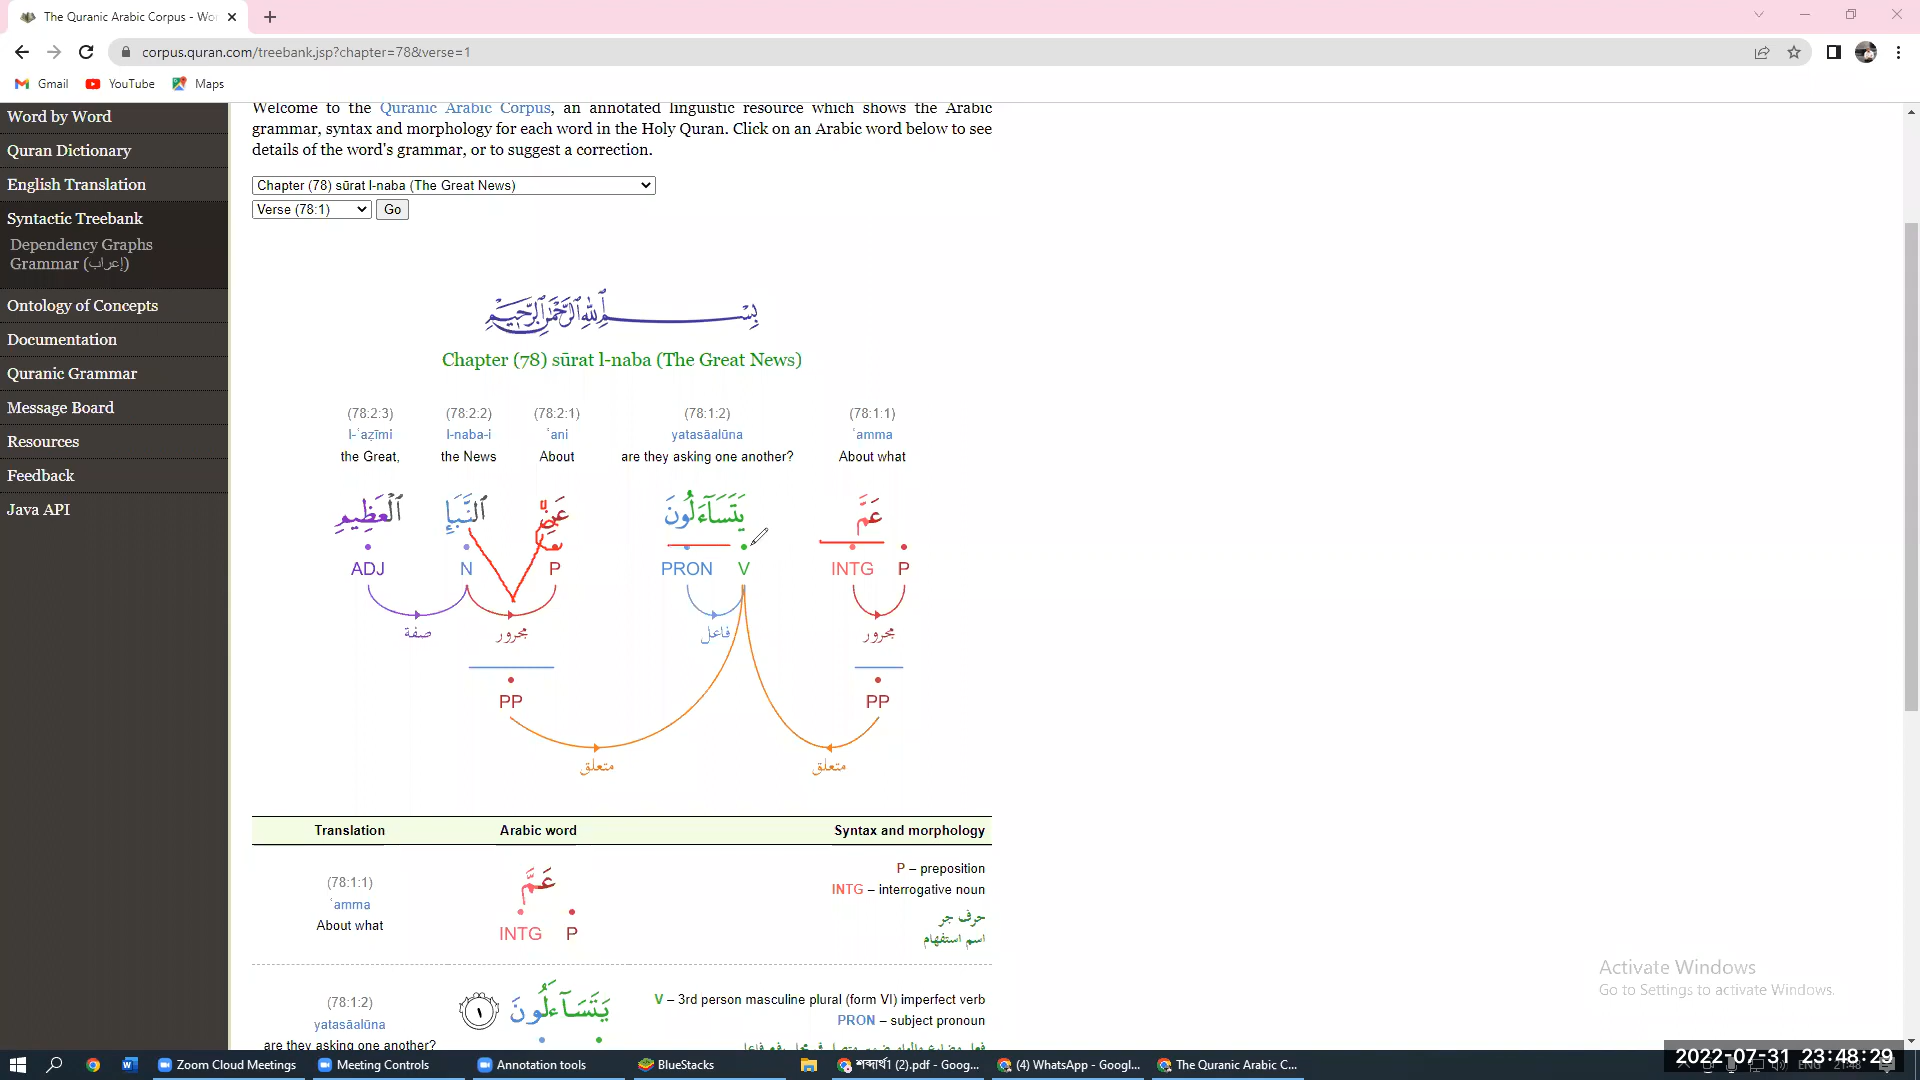 The Quranic Arabic Corpus - Wor
corpus.quran.com/treebank.jsp?chapter=78&verse=1
Gmail
YouTube
Maps
Word by Word
Quran Dictionary
English Translation
Syntactic Treebank
Dependency Graphs
Grammar (إعراب)
Ontology of Concepts
Documentation
Quranic Grammar
Message Board
Resources
Feedback
Java API
Welcome to the Quranic Arabic Corpus, an annotated linguistic resource which shows the Arabic
grammar, syntax and morphology for each word in the Holy Quran. Click on an Arabic word below to see
details of the word's grammar, or to suggest a correction.
Chapter (78) sūrat l-naba (The Great News)
Verse (78:1) Go
بِسْمِ ٱللَّهِ ٱلرَّحْمَٰنِ ٱلرَّحِيمِ
Chapter (78) sūrat l-naba (The Great News)
(78:2:3) (78:2:2) (78:2:1) (78:1:2) (78:1:1)
l-ʿaẓīmi l-naba-i ʿani yatasāalūna ʿamma
the Great, the News About are they asking one another? About what
عَمَّ يَتَسَآءَلُونَ عَنِ ٱلنَّبَإِ ٱلْعَظِيمِ
ADJ N P PRON V INTG P
صفة مجرور فاعل مجرور
PP PP
متعلق متعلق
Translation Arabic word Syntax and morphology
(78:1:1)
ʿamma
About what
عَمَّ
INTG P
P – preposition
INTG – interrogative noun
حرف جر
اسم استفهام
(78:1:2)
yatasāalūna
are they asking one another?
يَتَسَآءَلُونَ ١
V – 3rd person masculine plural (form VI) imperfect verb
PRON – subject pronoun
Activate Windows
Go to Settings to activate Windows.
Zoom Cloud Meetings
Meeting Controls
Annotation tools
BlueStacks
শব্দার্থ১ (2).pdf - Goog...
(4) WhatsApp - Googl...
The Quranic Arabic C...
2022-07-31 23:48:29